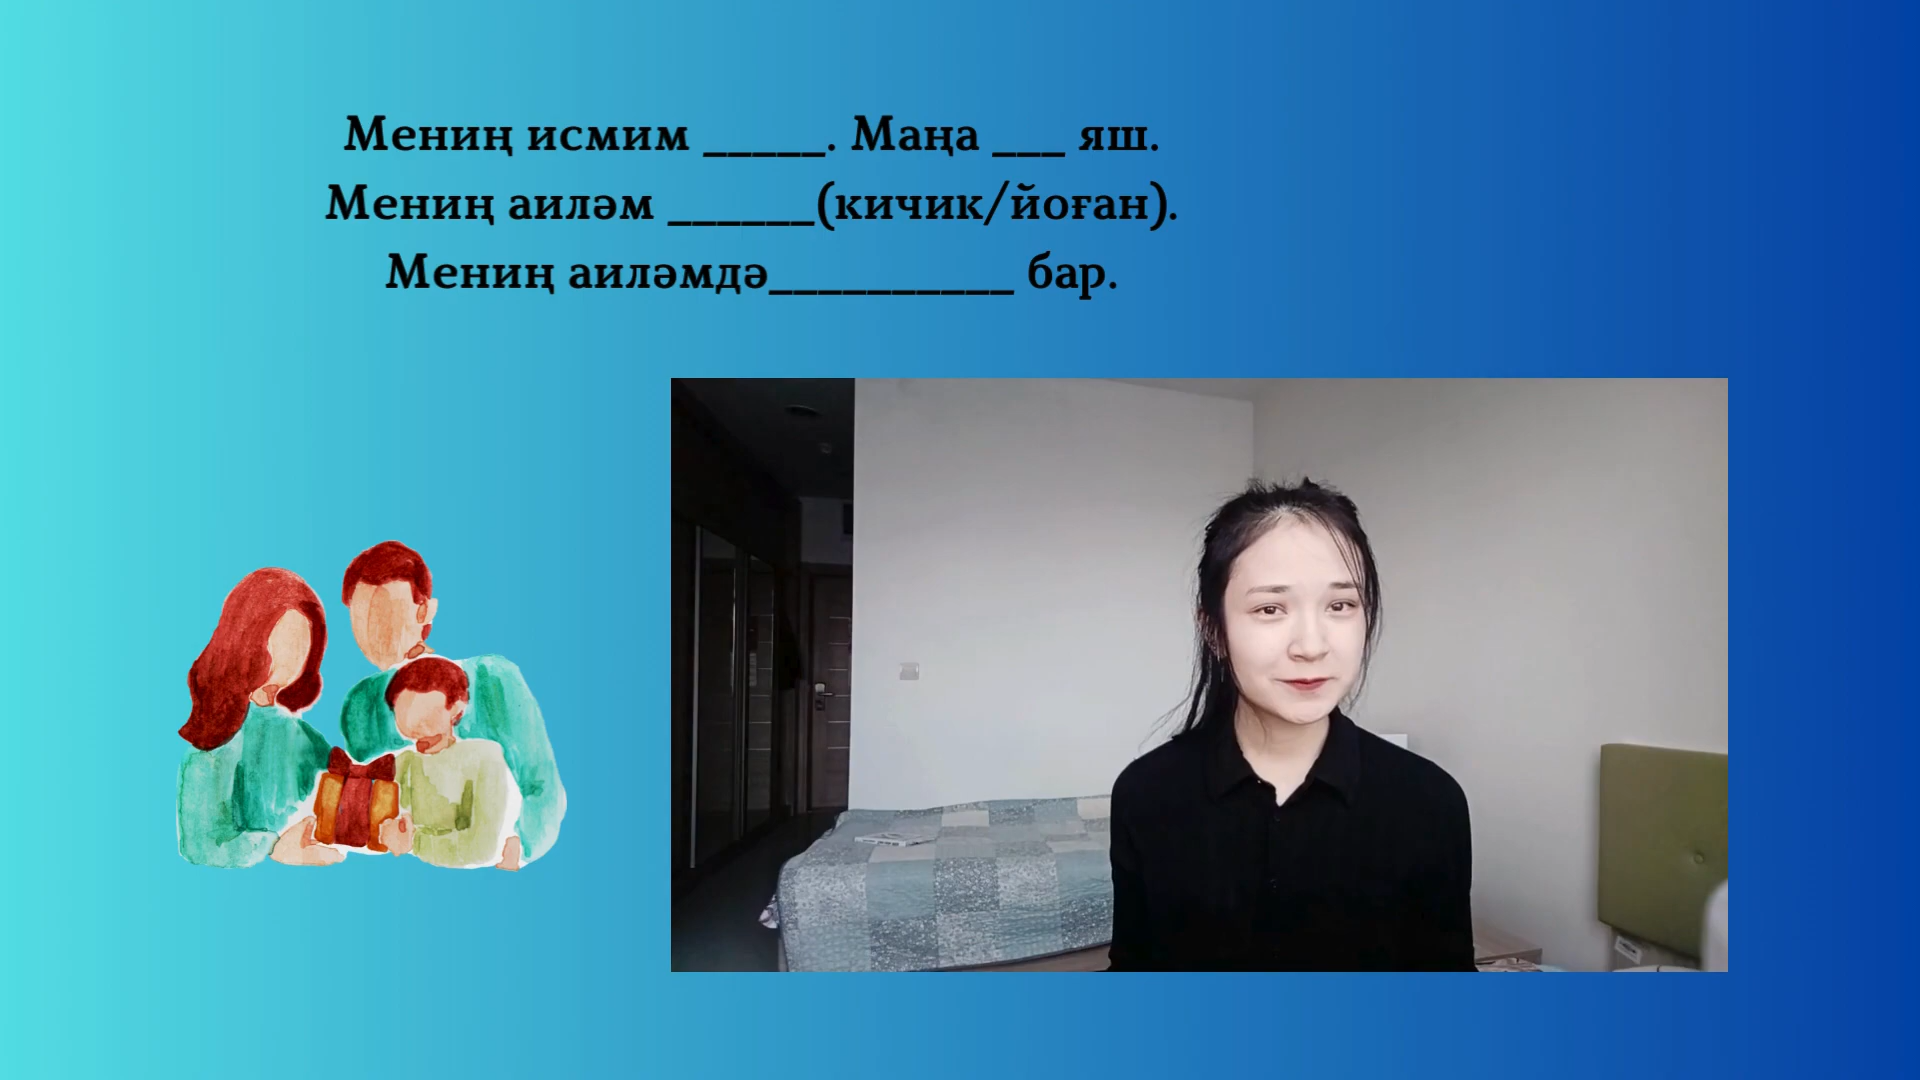 Мениң исмим _____. Маңа ___ яш.
Мениң аиләм ______(кичик/йоған).
Мениң аиләмдә__________ бар.